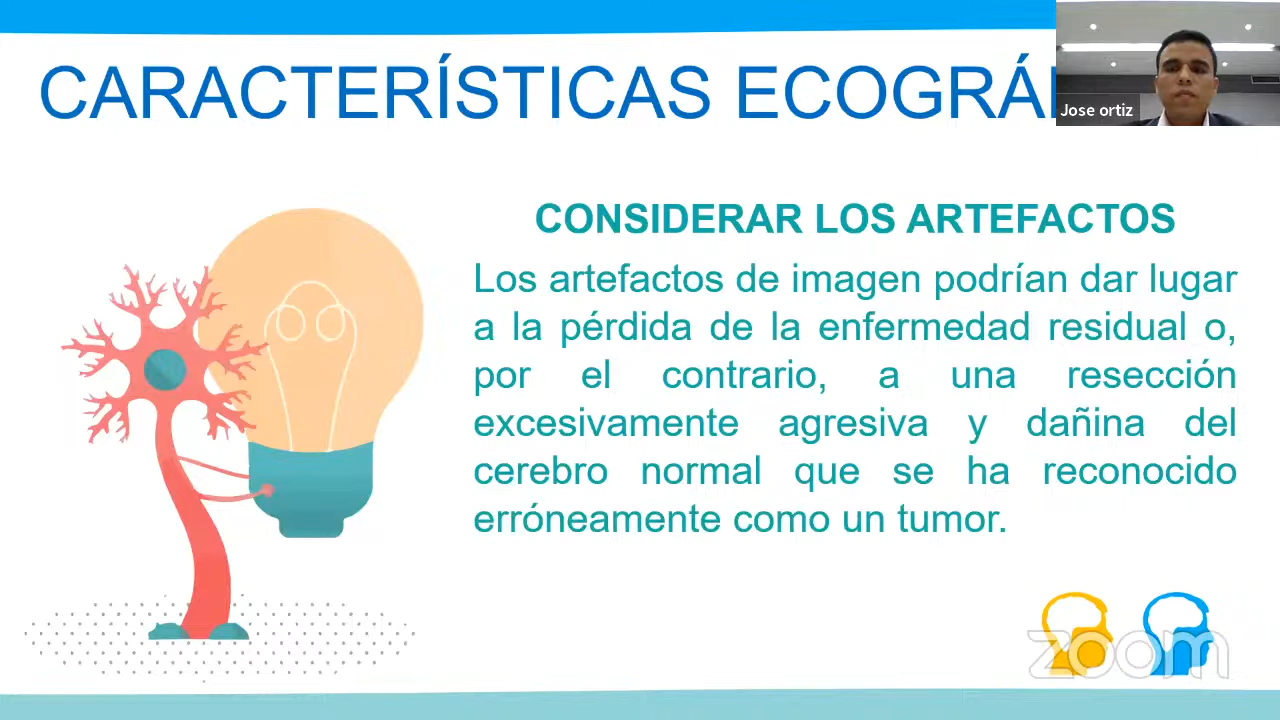 CARACTERÍSTICAS ECOGRÁ
Jose ortiz
CONSIDERAR LOS ARTEFACTOS
Los artefactos de imagen podrían dar lugar
a la pérdida de la enfermedad residual o,
por el contrario, a una resección
excesivamente agresiva y dañina del
cerebro normal que se ha reconocido
erróneamente como un tumor.
zoom